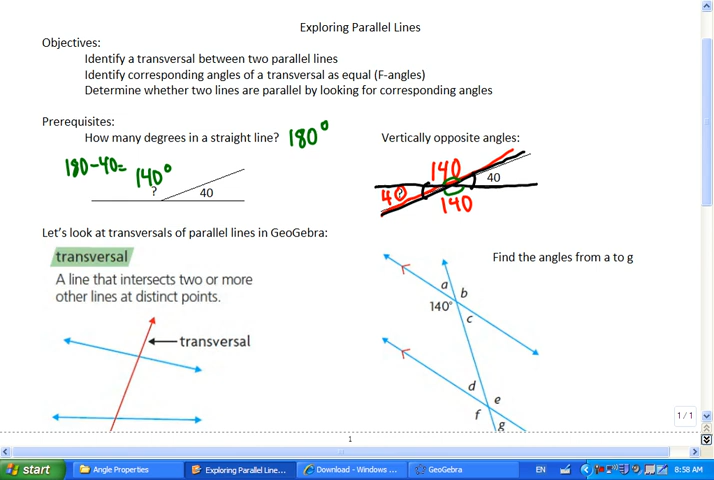 Exploring Parallel Lines
Objectives:
Identify a transversal between two parallel lines
Identify corresponding angles of a transversal as equal (F-angles)
Determine whether two lines are parallel by looking for corresponding angles
Prerequisites:
How many degrees in a straight line? 180°
180-40=
140°
?
40
Vertically opposite angles:
140
40
40
?
140
Let's look at transversals of parallel lines in GeoGebra:
transversal
A line that intersects two or more
other lines at distinct points.
transversal
Find the angles from a to g
a
b
140°
c
d
e
f
g
1 / 1
1
start
Angle Properties
Exploring Parallel Line...
Download - Windows ...
GeoGebra
EN
8:58 AM